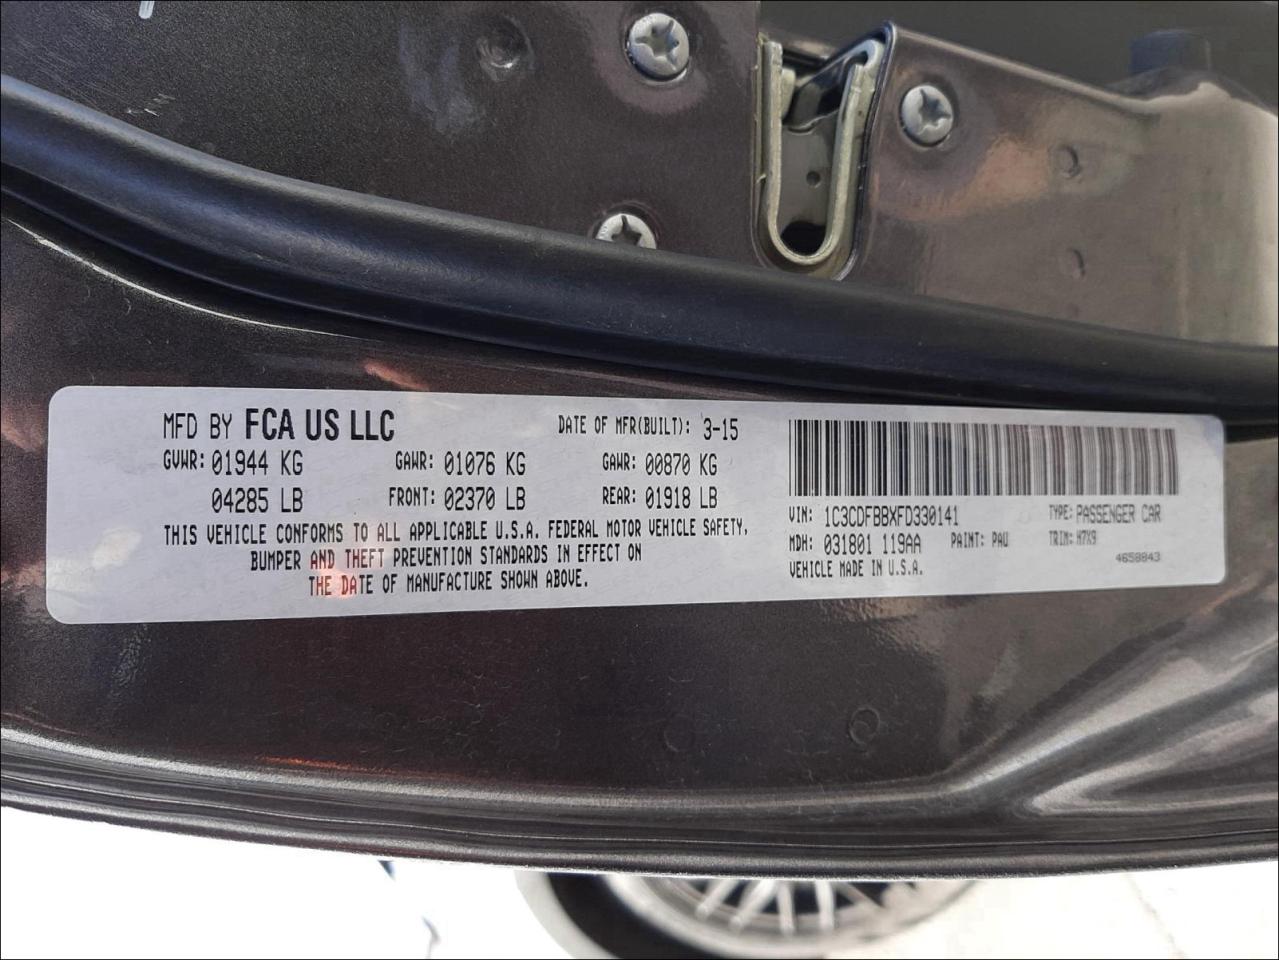 MFD BY FCA US LLC DATE OF MFR(BUILT): 3-15
GVWR: 01944 KG GAWR: 01076 KG GAWR: 00870 KG
04285 LB FRONT: 02370 LB REAR: 01918 LB
THIS VEHICLE CONFORMS TO ALL APPLICABLE U.S.A. FEDERAL MOTOR VEHICLE SAFETY,
BUMPER AND THEFT PREVENTION STANDARDS IN EFFECT ON
THE DATE OF MANUFACTURE SHOWN ABOVE.
VIN: 1C3CDFBBXFD330141 TYPE: PASSENGER CAR
MDH: 031801 119AA PAINT: PAU TRIM: H7X9
VEHICLE MADE IN U.S.A. 4658843